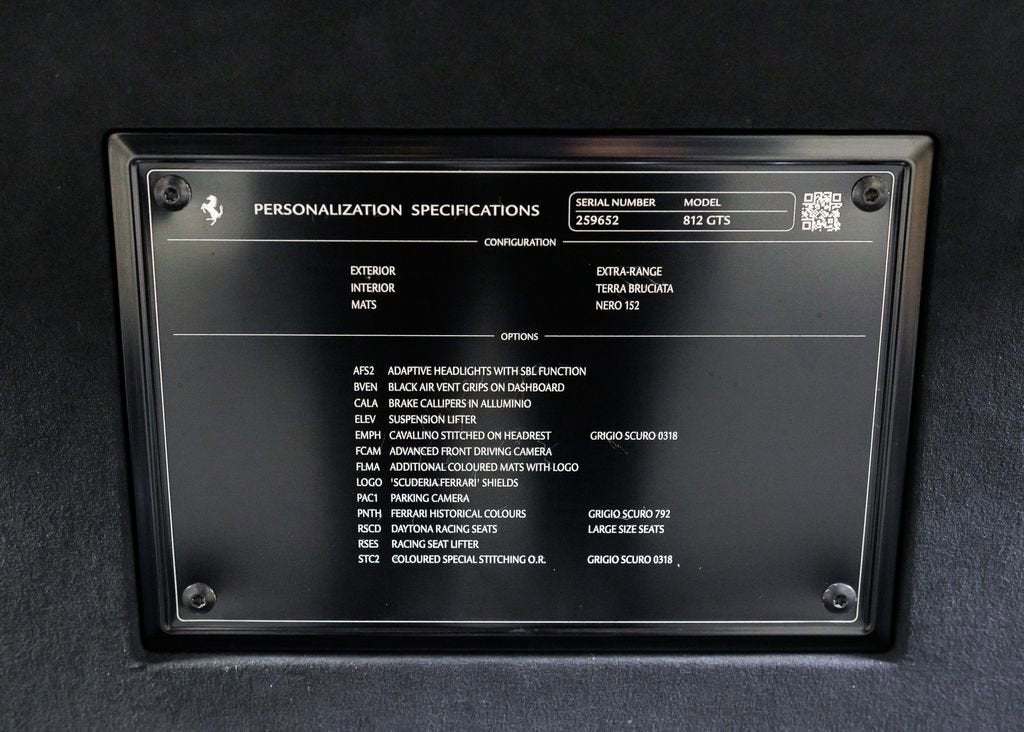 PERSONALIZATION SPECIFICATIONS
SERIAL NUMBER MODEL
259652 812 GTS
CONFIGURATION
EXTERIOR EXTRA-RANGE
INTERIOR TERRA BRUCIATA
MATS NERO 152
OPTIONS
AFS2 ADAPTIVE HEADLIGHTS WITH SBL FUNCTION
BVEN BLACK AIR VENT GRIPS ON DASHBOARD
CALA BRAKE CALLIPERS IN ALLUMINIO
ELEV SUSPENSION LIFTER
EMPH CAVALLINO STITCHED ON HEADREST GRIGIO SCURO 0318
FCAM ADVANCED FRONT DRIVING CAMERA
FLMA ADDITIONAL COLOURED MATS WITH LOGO
LOGO 'SCUDERIA FERRARI' SHIELDS
PAC1 PARKING CAMERA
PNTH FERRARI HISTORICAL COLOURS GRIGIO SCURO 792
RSCD DAYTONA RACING SEATS LARGE SIZE SEATS
RSES RACING SEAT LIFTER
STC2 COLOURED SPECIAL STITCHING O.R. GRIGIO SCURO 0318